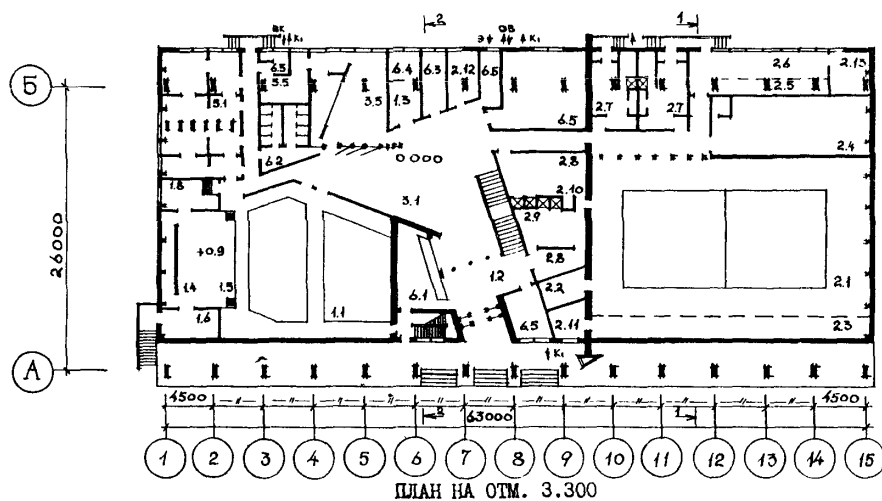 2 1
ВК К₁ Э ОВ К₁
Б
5.1 6.5 5.5 3.5 6.4 1.3 6.3 2.12 6.5 6.5 2.7 2.7 2.6 2.5 2.13
2.4
1.8 6.2 3.1 2.8 2.10 2.9
+0.9
1.4 1.5 1.1 6.1 1.2 2.8 2.2 2.1
1.6 6.5 2.11 2.3
К₁
26000
А
4500 " " " " " " " " " " " " 4500
2 63000 1
1 2 3 4 5 6 7 8 9 10 11 12 13 14 15
ПЛАН НА ОТМ. 3.300